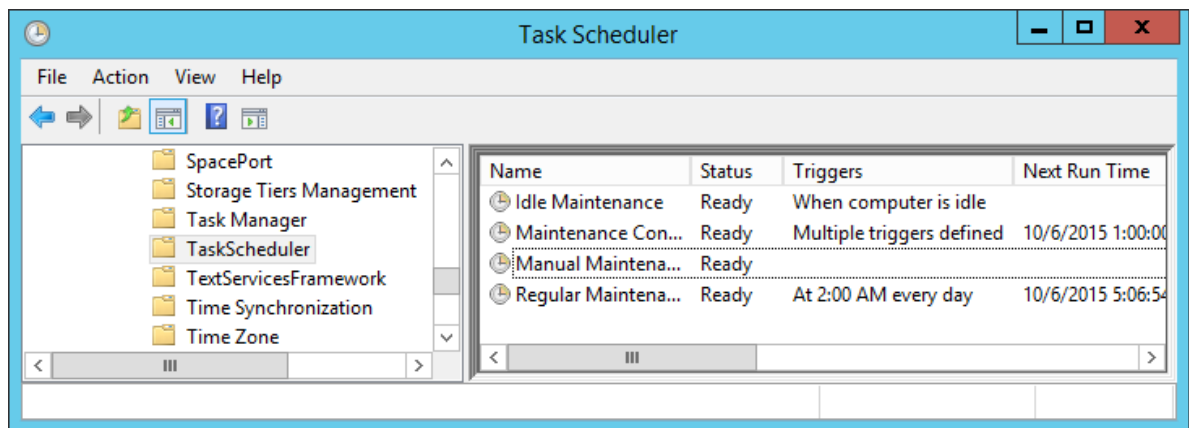 Task Scheduler
File Action View Help
SpacePort
Storage Tiers Management
Task Manager
TaskScheduler
TextServicesFramework
Time Synchronization
Time Zone
Name Status Triggers Next Run Time
Idle Maintenance Ready When computer is idle
Maintenance Con... Ready Multiple triggers defined 10/6/2015 1:00:00
Manual Maintena... Ready
Regular Maintena... Ready At 2:00 AM every day 10/6/2015 5:06:54